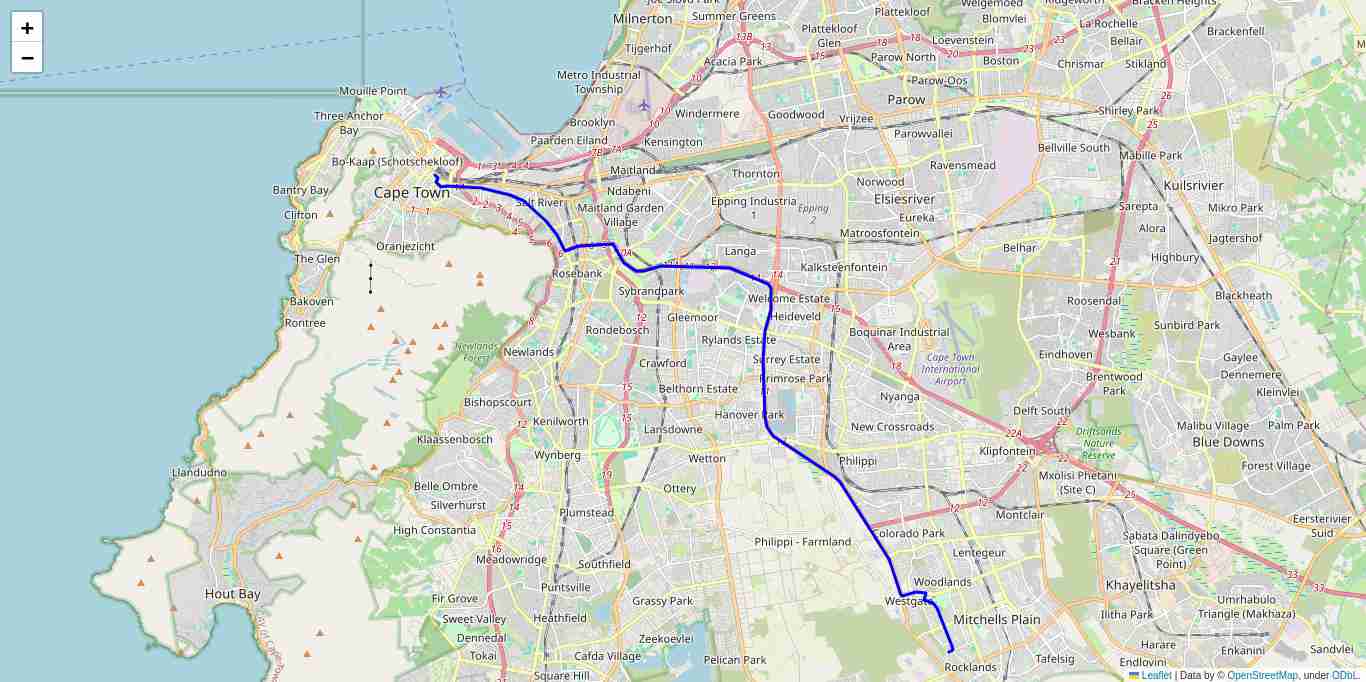 +
−
Joe Slovo Park
Welgemoed
Ridgeworth
Bracken Heights
Milnerton
Summer Greens
Plattekloof
Blomvlei
La Rochelle
Tijgerhof
13B
Plattekloof
Glen
Loevenstein
Bellair
Brackenfell
Acacia Park
Parow North
Boston
Chrismar
Stikland
Metro Industrial
Township
Parow-Oos
Mouille Point
Parow
Shirley Park
Three Anchor
Bay
Brooklyn
Windermere
Goodwood
Vrijzee
Paarden Eiland
Kensington
Parowvallei
Bellville South
Mabille Park
Bo-Kaap (Schotschekloof)
7B
7A
Maitland
Thornton
Ravensmead
Norwood
Kuilsrivier
Bantry Bay
Cape Town
Salt River
Ndabeni
Maitland Garden
Village
Epping Industria
1
Epping
2
Elsiesriver
Eureka
Sarepta
Mikro Park
Clifton
Matroosfontein
Alora
Jagtershof
Oranjezicht
Langa
Belhar
The Glen
Rosebank
Kalksteenfontein
Highbury
Bakoven
Sybrandpark
Welcome Estate
Roosendal
Blackheath
Rontree
Gleemoor
Heideveld
Sunbird Park
Rondebosch
Rylands Estate
Boquinar Industrial
Area
Wesbank
Newlands
Forest
Newlands
Crawford
Surrey Estate
Cape Town
International
Airport
Eindhoven
Gaylee
Primrose Park
Brentwood
Park
Dennemere
Belthorn Estate
Nyanga
Kleinvlei
Bishopscourt
Hanover Park
Delft South
Kenilworth
Lansdowne
New Crossroads
Malibu Village
Palm Park
Klaassenbosch
22A
Driftsands
Nature
Reserve
Blue Downs
Wynberg
Wetton
Philippi
Klipfontein
Forest Village
Llandudno
Mxolisi Phetani
(Site C)
Belle Ombre
Ottery
Silverhurst
Plumstead
Montclair
Eersterivier
Suid
High Constantia
Colorado Park
Sabata Dalindyebo
Square (Green
Point)
Philippi - Farmland
Lentegeur
Meadowridge
Southfield
Woodlands
Khayelitsha
Hout Bay
Puntsville
Westgate
Umrhabulo
Triangle (Makhaza)
Fir Grove
Grassy Park
Mitchells Plain
Ilitha Park
Sweet Valley
Heathfield
Dennedal
Zeekoevlei
Harare
Enkanini
Sandvlei
Tokai
Cafda Village
Pelican Park
Tafelsig
Endlovini
Square Hill
Rocklands
Leaflet | Data by © OpenStreetMap, under ODbL.